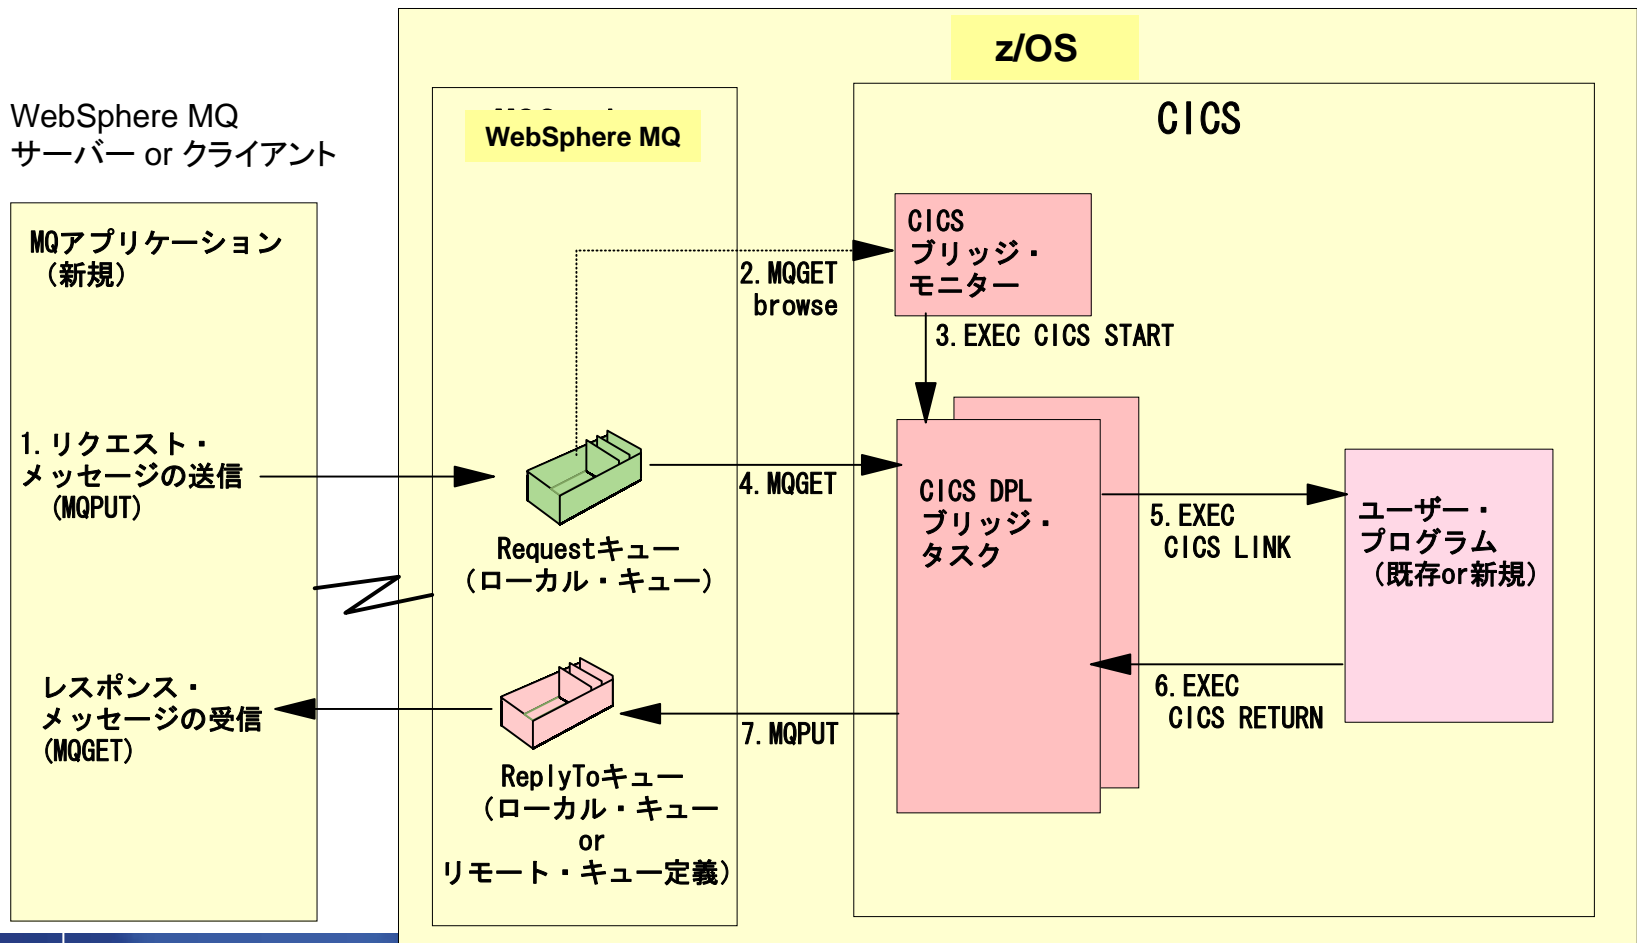 z/OS
WebSphere MQ
サーバー or クライアント
WebSphere MQ
CICS
MQアプリケーション
（新規）
CICS
ブリッジ・
モニター
2.MQGET
browse
3.EXEC CICS START
1.リクエスト・
メッセージの送信
(MQPUT)
4.MQGET
CICS DPL
ブリッジ・
タスク
5.EXEC
CICS LINK
ユーザー・
プログラム
（既存or新規）
Requestキュー
（ローカル・キュー）
レスポンス・
メッセージの受信
(MQGET)
6.EXEC
CICS RETURN
7.MQPUT
ReplyToキュー
（ローカル・キュー
or
リモート・キュー定義）